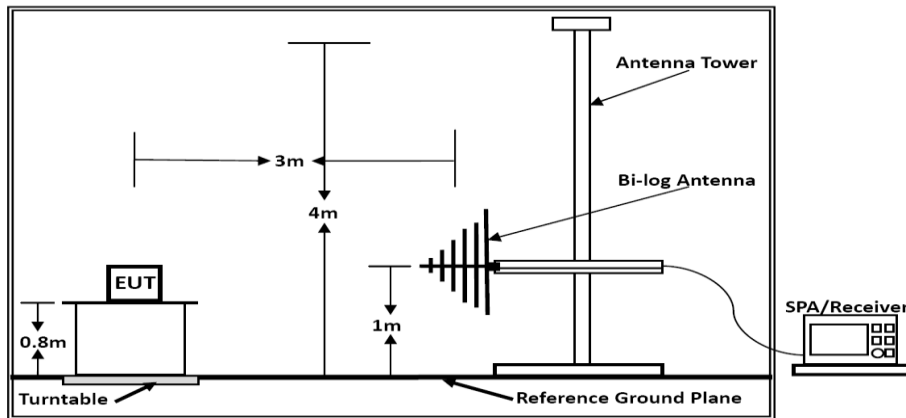 Antenna Tower
3m
Bi-log Antenna
4m
EUT
SPA/Receiver
0.8m
1m
Turntable
Reference Ground Plane